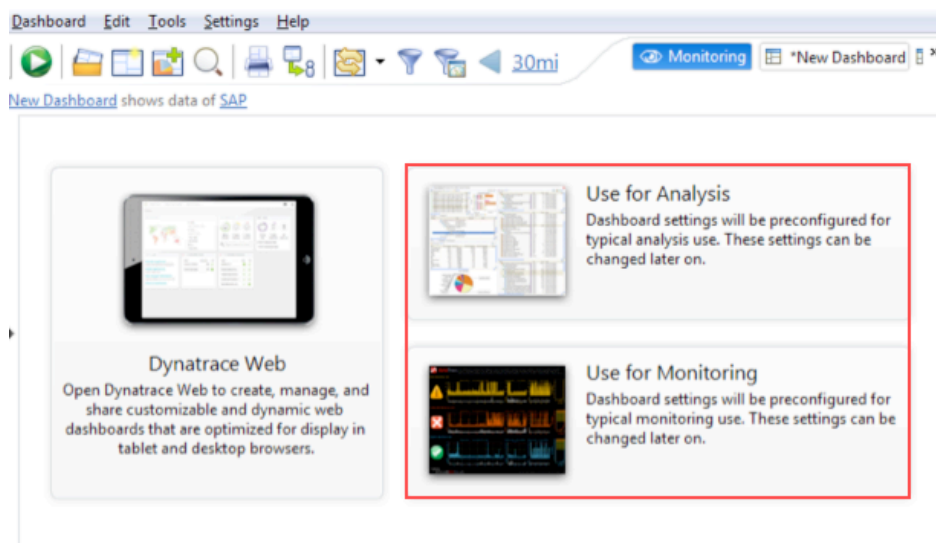 Dashboard Edit Tools Settings Help
30mi
Monitoring
*New Dashboard
New Dashboard shows data of SAP
Dynatrace Web
Open Dynatrace Web to create, manage, and
share customizable and dynamic web
dashboards that are optimized for display in
tablet and desktop browsers.
Use for Analysis
Dashboard settings will be preconfigured for
typical analysis use. These settings can be
changed later on.
Use for Monitoring
Dashboard settings will be preconfigured for
typical monitoring use. These settings can be
changed later on.